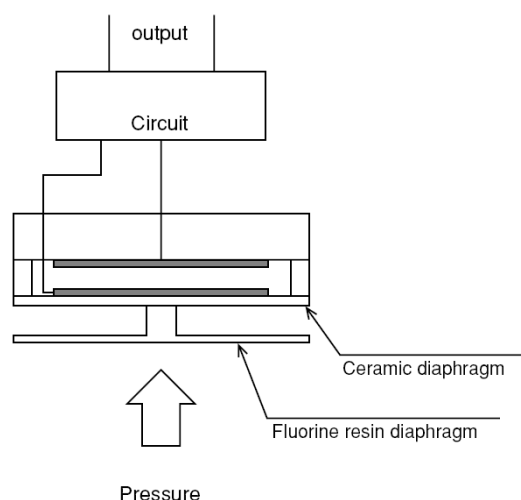 output
Circuit
Ceramic diaphragm
Fluorine resin diaphragm
Pressure